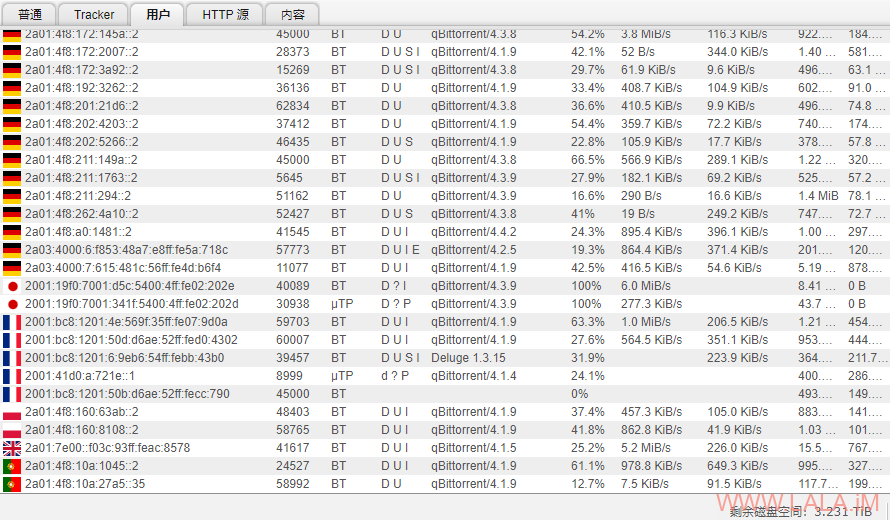 普通 Tracker 用户 HTTP 源 内容
2a01:4f8:172:145a::2 45000 BT D U qBittorrent/4.3.8 54.2% 3.8 MiB/s 116.3 KiB/s 922.... 184....
2a01:4f8:172:2007::2 28373 BT D U S I qBittorrent/4.1.9 42.1% 52 B/s 344.0 KiB/s 1.40 ... 581....
2a01:4f8:172:3a92::2 15269 BT D U S I qBittorrent/4.3.8 29.7% 61.9 KiB/s 9.6 KiB/s 496.... 63.1 ...
2a01:4f8:192:3262::2 36136 BT D U qBittorrent/4.1.9 33.4% 408.7 KiB/s 104.9 KiB/s 602.... 91.0 ...
2a01:4f8:201:21d6::2 62834 BT D U qBittorrent/4.3.8 36.6% 410.5 KiB/s 9.9 KiB/s 496.... 74.8 ...
2a01:4f8:202:4203::2 37412 BT D U qBittorrent/4.1.9 54.4% 359.7 KiB/s 72.2 KiB/s 740.... 174....
2a01:4f8:202:5266::2 46435 BT D U S qBittorrent/4.1.9 22.8% 105.9 KiB/s 17.7 KiB/s 378.... 57.8 ...
2a01:4f8:211:149a::2 45000 BT D U qBittorrent/4.3.8 66.5% 566.9 KiB/s 289.1 KiB/s 1.22 ... 320....
2a01:4f8:211:1763::2 5645 BT D U S I qBittorrent/4.3.9 27.9% 182.1 KiB/s 69.2 KiB/s 525.... 57.2 ...
2a01:4f8:211:294::2 51162 BT D U qBittorrent/4.3.9 16.6% 290 B/s 16.6 KiB/s 1.4 MiB 78.1 ...
2a01:4f8:262:4a10::2 52427 BT D U S qBittorrent/4.3.8 41% 19 B/s 249.2 KiB/s 747.... 72.7 ...
2a01:4f8:a0:1481::2 41545 BT D U I qBittorrent/4.4.2 24.3% 895.4 KiB/s 396.1 KiB/s 1.00 ... 297....
2a03:4000:6:f853:48a7:e8ff:fe5a:718c 57773 BT D U I E qBittorrent/4.2.5 19.3% 864.4 KiB/s 371.4 KiB/s 201.... 120....
2a03:4000:7:615:481c:56ff:fe4d:b6f4 11077 BT D U I qBittorrent/4.1.9 42.5% 416.5 KiB/s 54.6 KiB/s 5.19 ... 878....
2001:19f0:7001:d5c:5400:4ff:fe02:202e 40089 BT D ? I qBittorrent/4.3.9 100% 6.0 MiB/s 8.41 ... 0 B
2001:19f0:7001:341f:5400:4ff:fe02:202d 30938 μTP D ? P qBittorrent/4.3.9 100% 277.3 KiB/s 43.7 ... 0 B
2001:bc8:1201:4e:569f:35ff:fe07:9d0a 59703 BT D U I qBittorrent/4.1.9 63.3% 1.0 MiB/s 206.5 KiB/s 1.21 ... 454....
2001:bc8:1201:50d:d6ae:52ff:fed0:4302 60007 BT D U I qBittorrent/4.1.9 27.6% 564.5 KiB/s 351.1 KiB/s 953.... 444....
2001:bc8:1201:6:9eb6:54ff:febb:43b0 39457 BT D U S I Deluge 1.3.15 31.9% 223.9 KiB/s 364.... 211.7...
2001:41d0:a:721e::1 8999 μTP d ? P qBittorrent/4.1.4 24.1% 400.... 286....
2001:bc8:1201:50b:d6ae:52ff:fecc:790 45000 BT 0% 493.... 149....
2a01:4f8:160:63ab::2 48403 BT D U I qBittorrent/4.1.9 37.4% 457.3 KiB/s 105.0 KiB/s 883.... 141....
2a01:4f8:160:8108::2 58765 BT D U I qBittorrent/4.1.9 41.8% 862.8 KiB/s 41.9 KiB/s 1.03 ... 101....
2a01:7e00::f03c:93ff:feac:8578 41617 BT D U I qBittorrent/4.1.5 25.2% 5.2 MiB/s 226.0 KiB/s 15.5... 767....
2a01:4f8:10a:1045::2 24527 BT D U I qBittorrent/4.1.9 61.1% 978.8 KiB/s 649.3 KiB/s 995.... 327....
2a01:4f8:10a:27a5::35 58992 BT D U I qBittorrent/4.1.9 12.7% 7.5 KiB/s 91.5 KiB/s 117.7... 199....
WWW.LALA.iM
剩余磁盘空间: 3.231 TiB